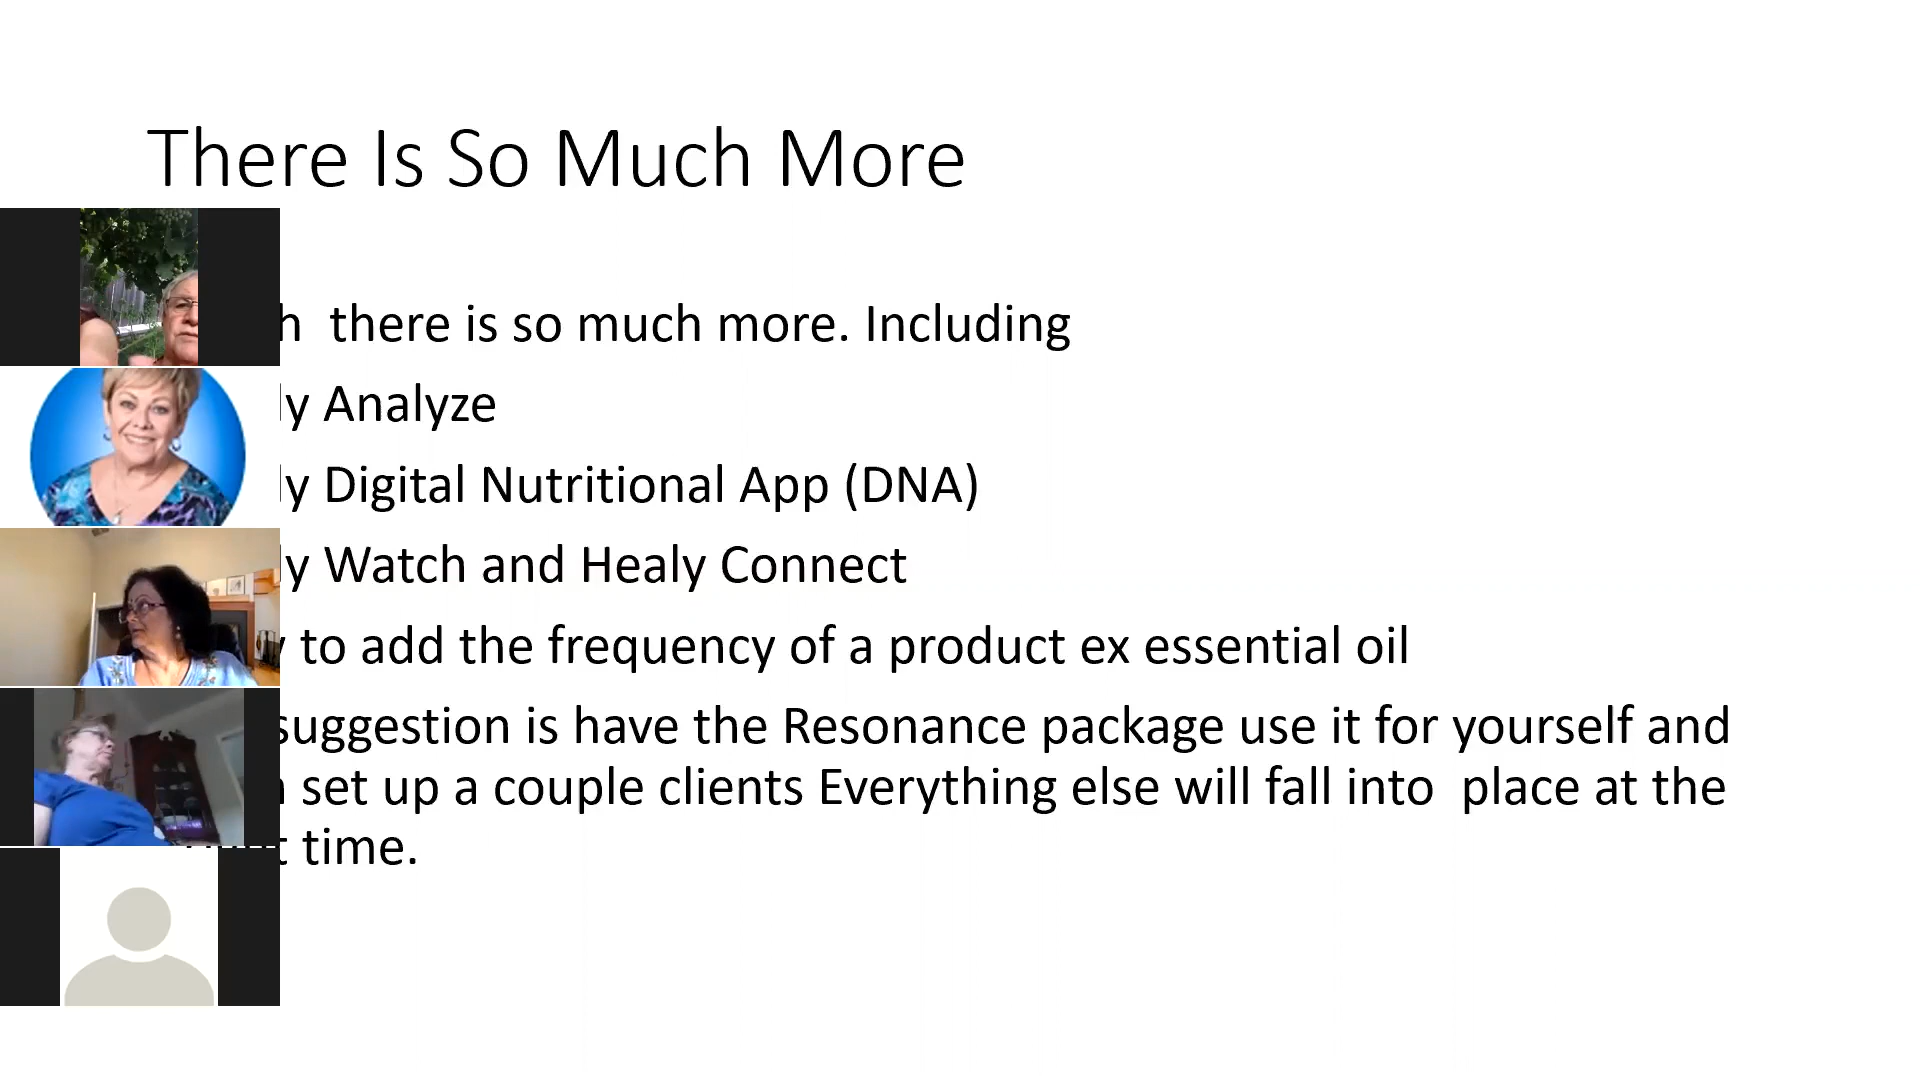 There Is So Much More
there is so much more. Including
Analyze
Digital Nutritional App (DNA)
Watch and Healy Connect
to add the frequency of a product ex essential oil
suggestion is have the Resonance package use it for yourself and
set up a couple clients Everything else will fall into place at the
time.